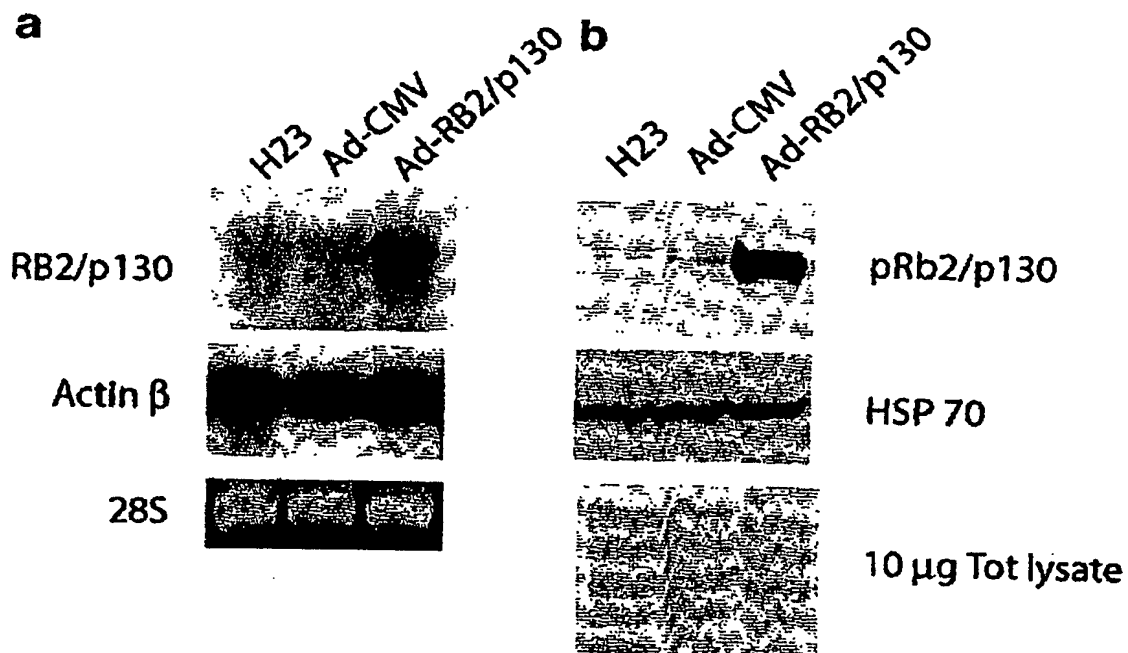 a
H23
Ad-CMV
Ad-RB2/p130
RB2/p130
Actin β
28S
b
H23
Ad-CMV
Ad-RB2/p130
pRb2/p130
HSP 70
10 μg Tot lysate